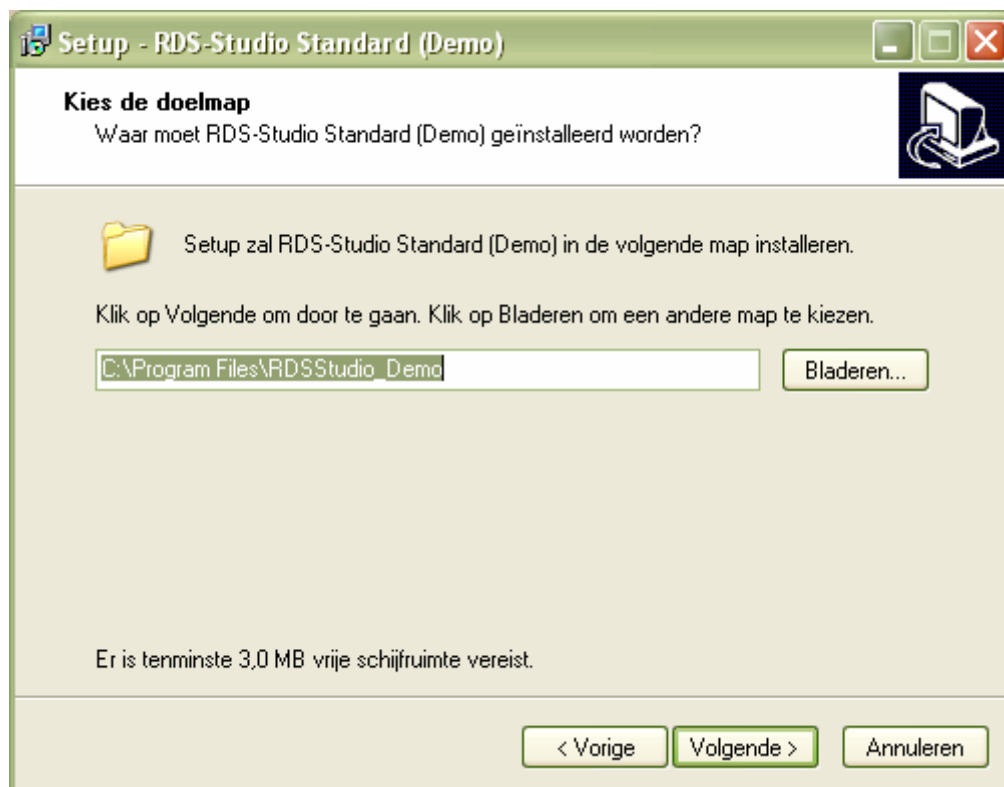 Setup - RDS-Studio Standard (Demo)
Kies de doelmap
Waar moet RDS-Studio Standard (Demo) geïnstalleerd worden?
Setup zal RDS-Studio Standard (Demo) in de volgende map installeren.
Klik op Volgende om door te gaan. Klik op Bladeren om een andere map te kiezen.
C:\Program Files\RDSStudio_Demo
Bladeren...
Er is tenminste 3,0 MB vrije schijfruimte vereist.
< Vorige
Volgende >
Annuleren